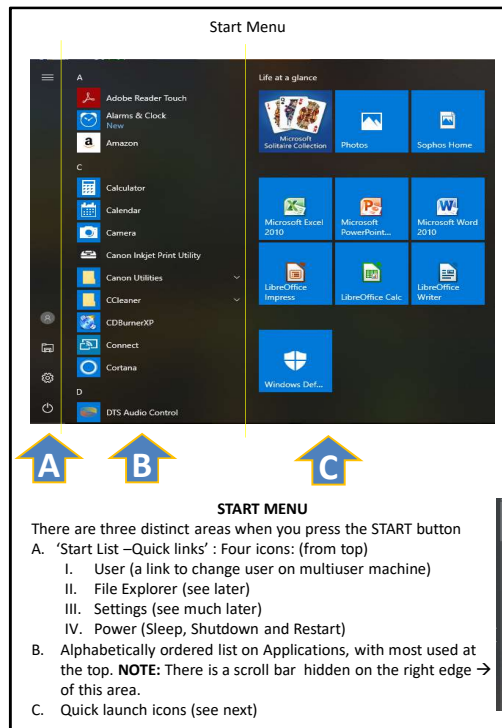 Start Menu
A
Life at a glance
Adobe Reader Touch
Alarms & Clock
New
Amazon
Microsoft
Solitaire Collection
Photos
Sophos Home
C
Calculator
Calendar
Camera
Canon Inkjet Print Utility
Canon Utilities
CCleaner
CDBurnerXP
Connect
Cortana
D
DTS Audio Control
Microsoft Excel
2010
Microsoft
PowerPoint...
Microsoft Word
2010
LibreOffice
Impress
LibreOffice Calc
LibreOffice
Writer
Windows Def...
A
B
C
START MENU
There are three distinct areas when you press the START button
A. 'Start List –Quick links' : Four icons: (from top)
I. User (a link to change user on multiuser machine)
II. File Explorer (see later)
III. Settings (see much later)
IV. Power (Sleep, Shutdown and Restart)
B. Alphabetically ordered list on Applications, with most used at
the top. NOTE: There is a scroll bar hidden on the right edge →
of this area.
C. Quick launch icons (see next)